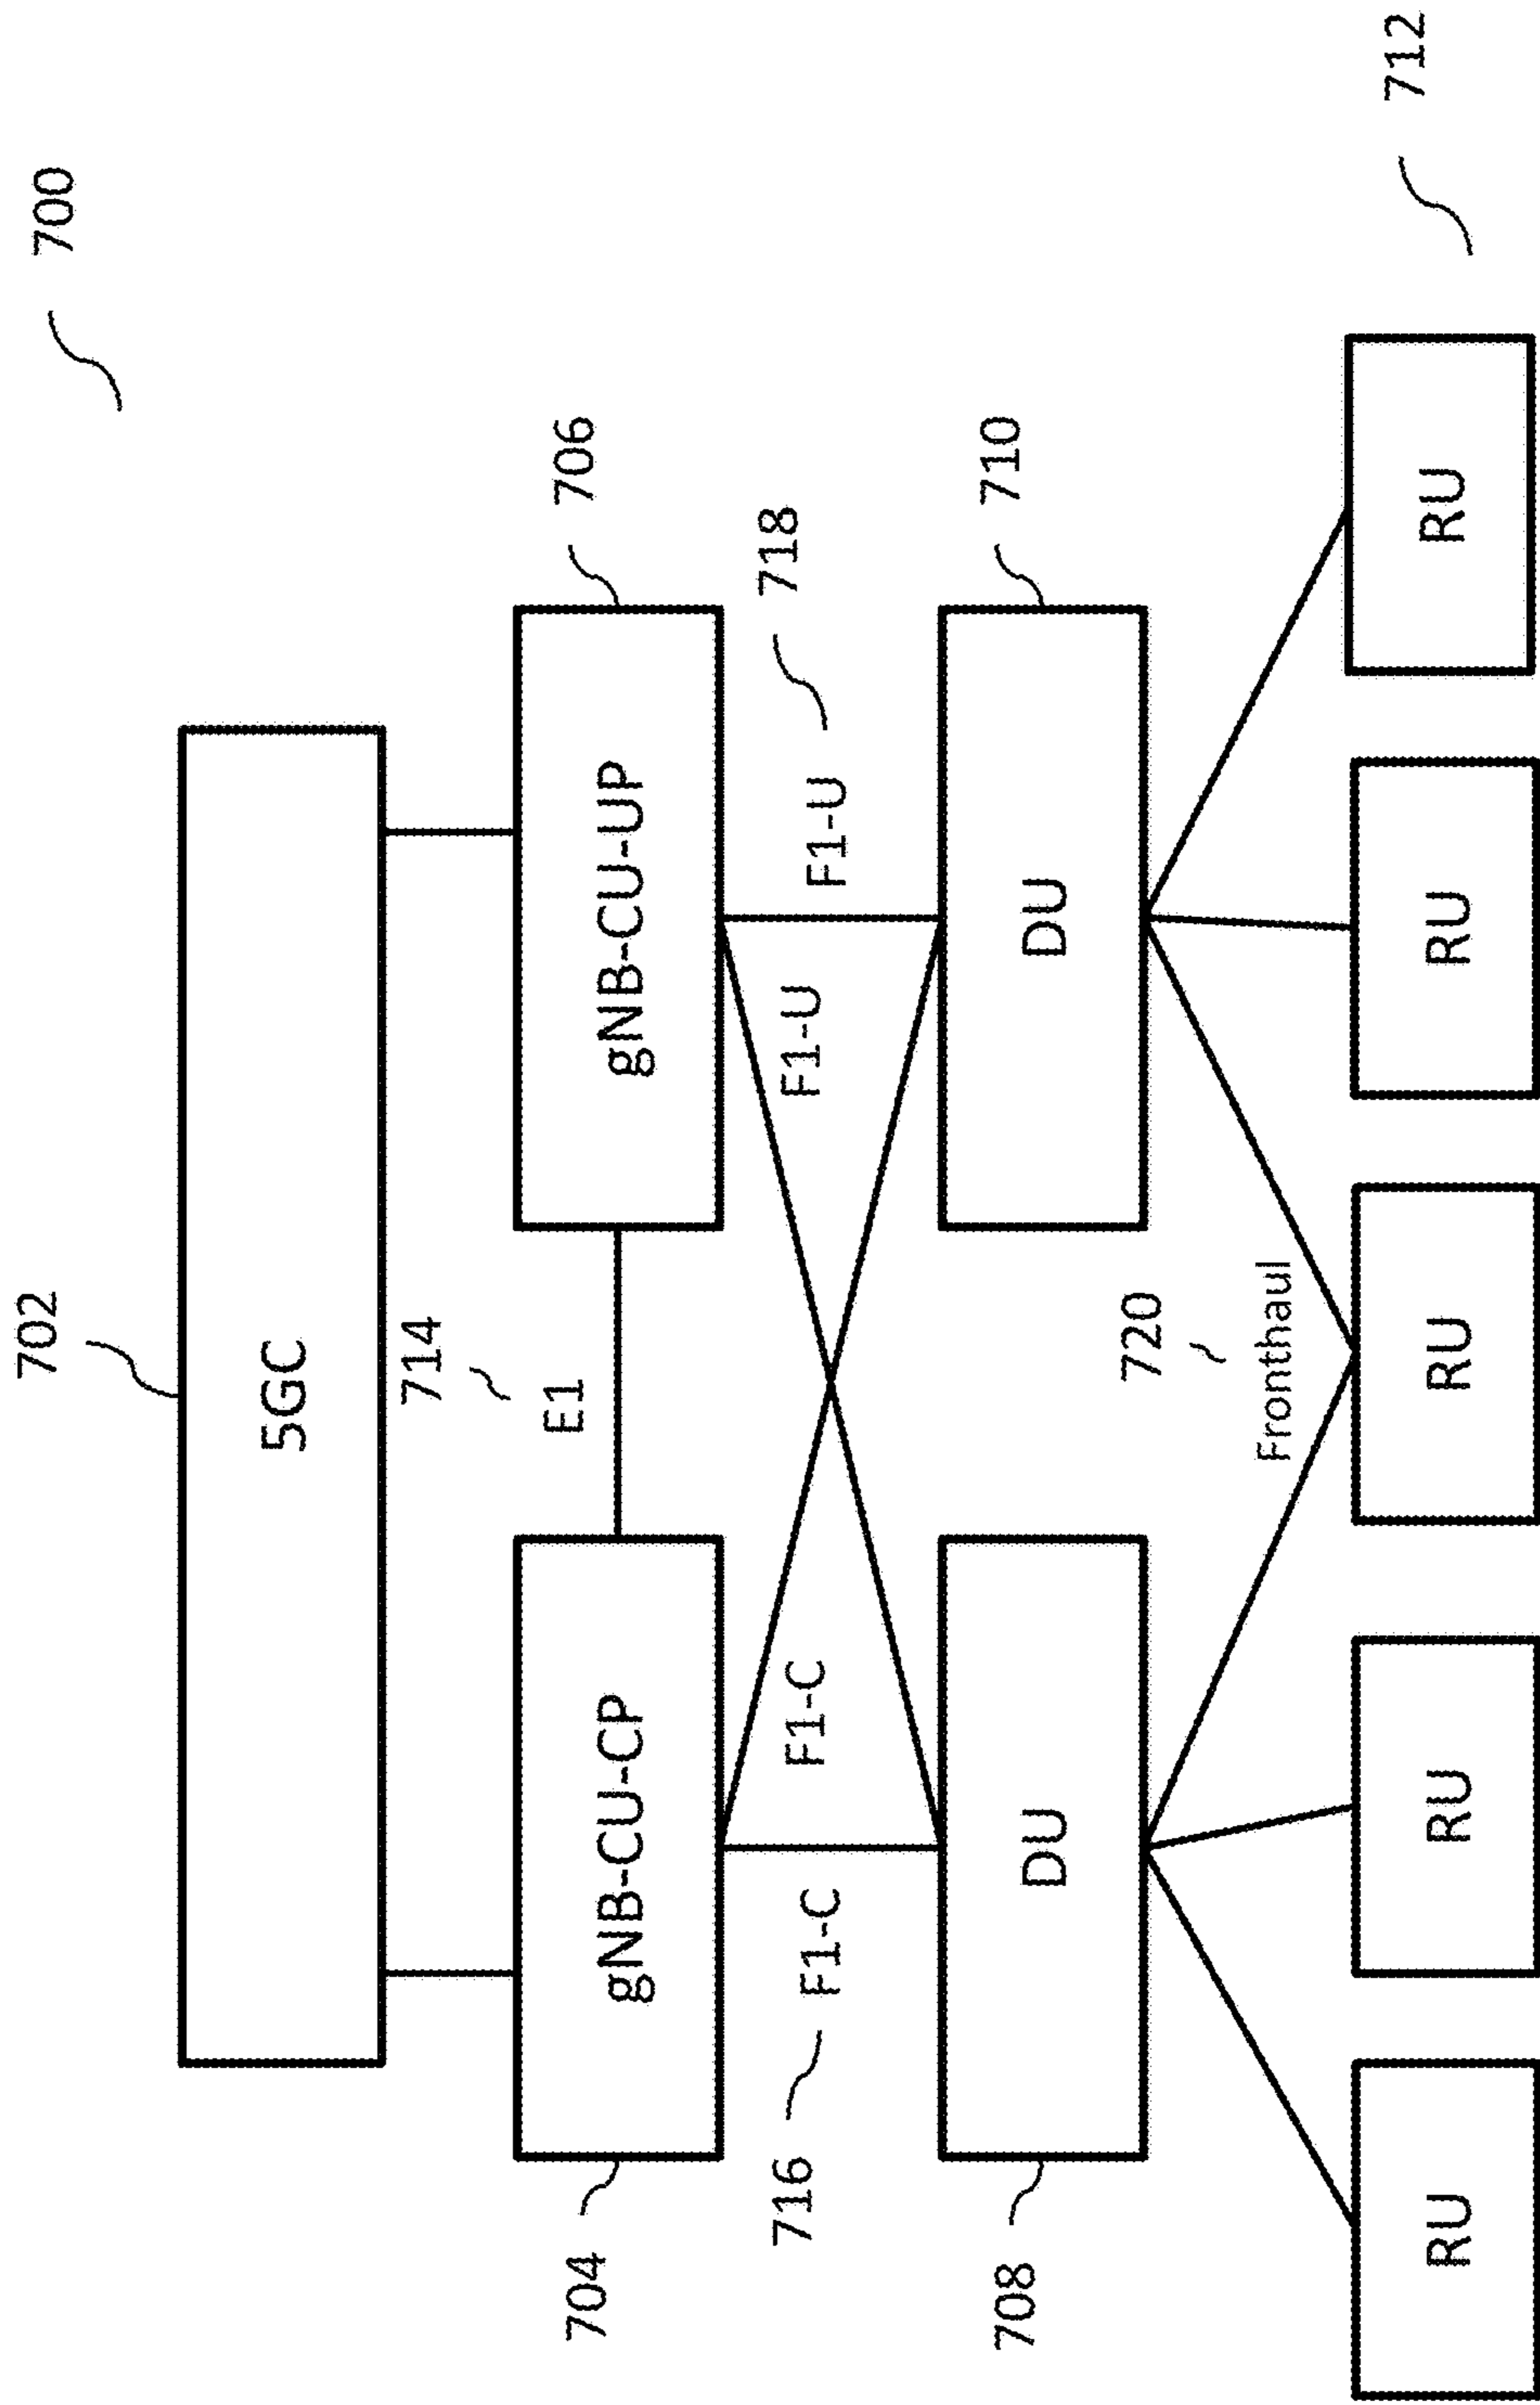 700
702
5GC
714
E1
704
gNB-CU-CP
gNB-CU-UP
706
716
F1-C
F1-C
F1-U
F1-U
718
708
DU
DU
710
720
Fronthaul
712
RU
RU
RU
RU
RU